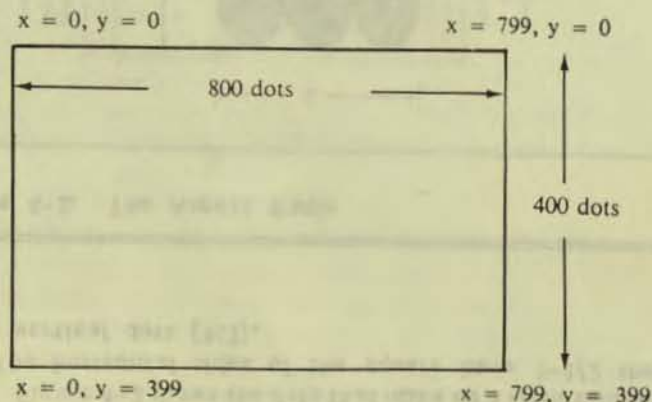 x = 0, y = 0
x = 799, y = 0
800 dots
400 dots
x = 0, y = 399
x = 799, y = 399